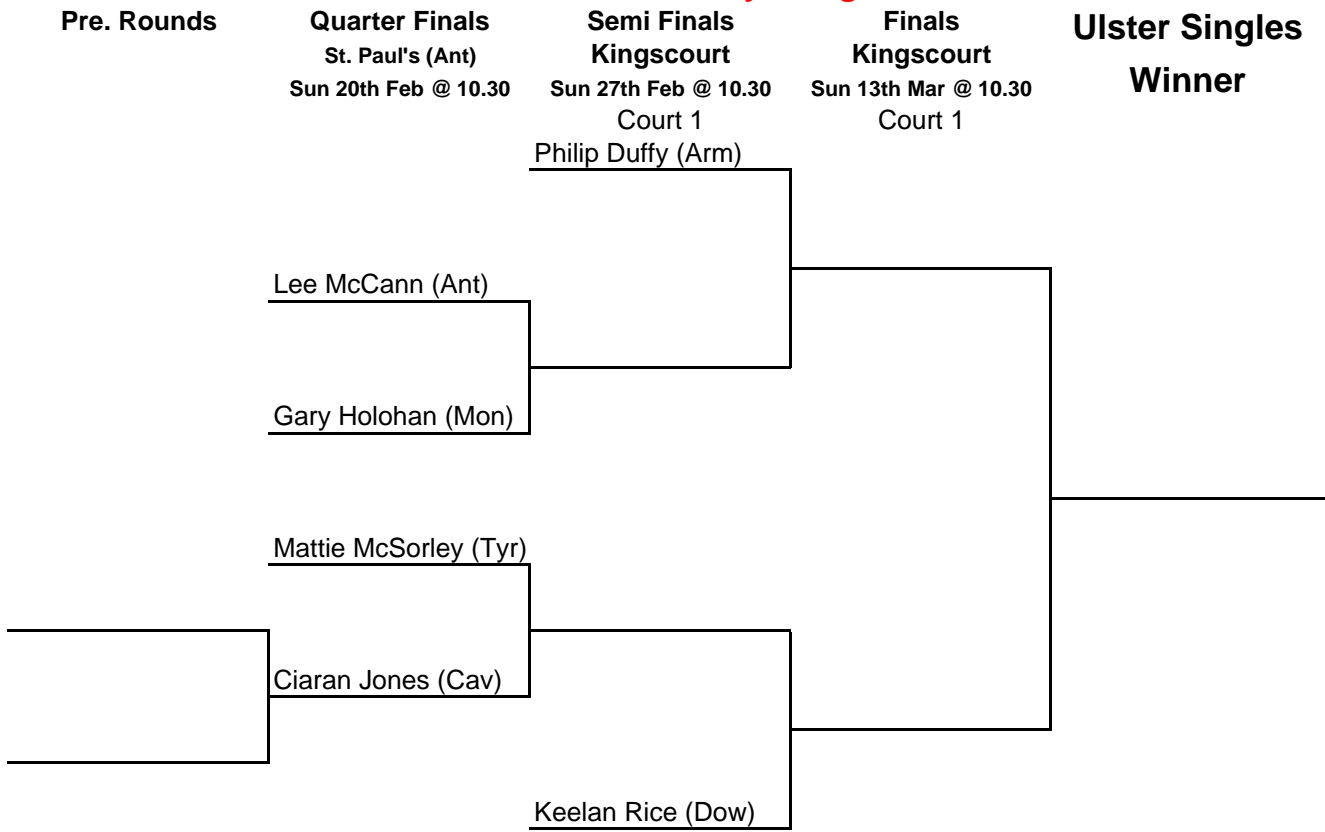 Pre. Rounds
Quarter Finals
St. Paul's (Ant)
Sun 20th Feb @ 10.30
Semi Finals
Kingscourt
Sun 27th Feb @ 10.30
Court 1
Finals
Kingscourt
Sun 13th Mar @ 10.30
Court 1
Ulster Singles
Winner
Philip Duffy (Arm)
Lee McCann (Ant)
Gary Holohan (Mon)
Mattie McSorley (Tyr)
Ciaran Jones (Cav)
Keelan Rice (Dow)